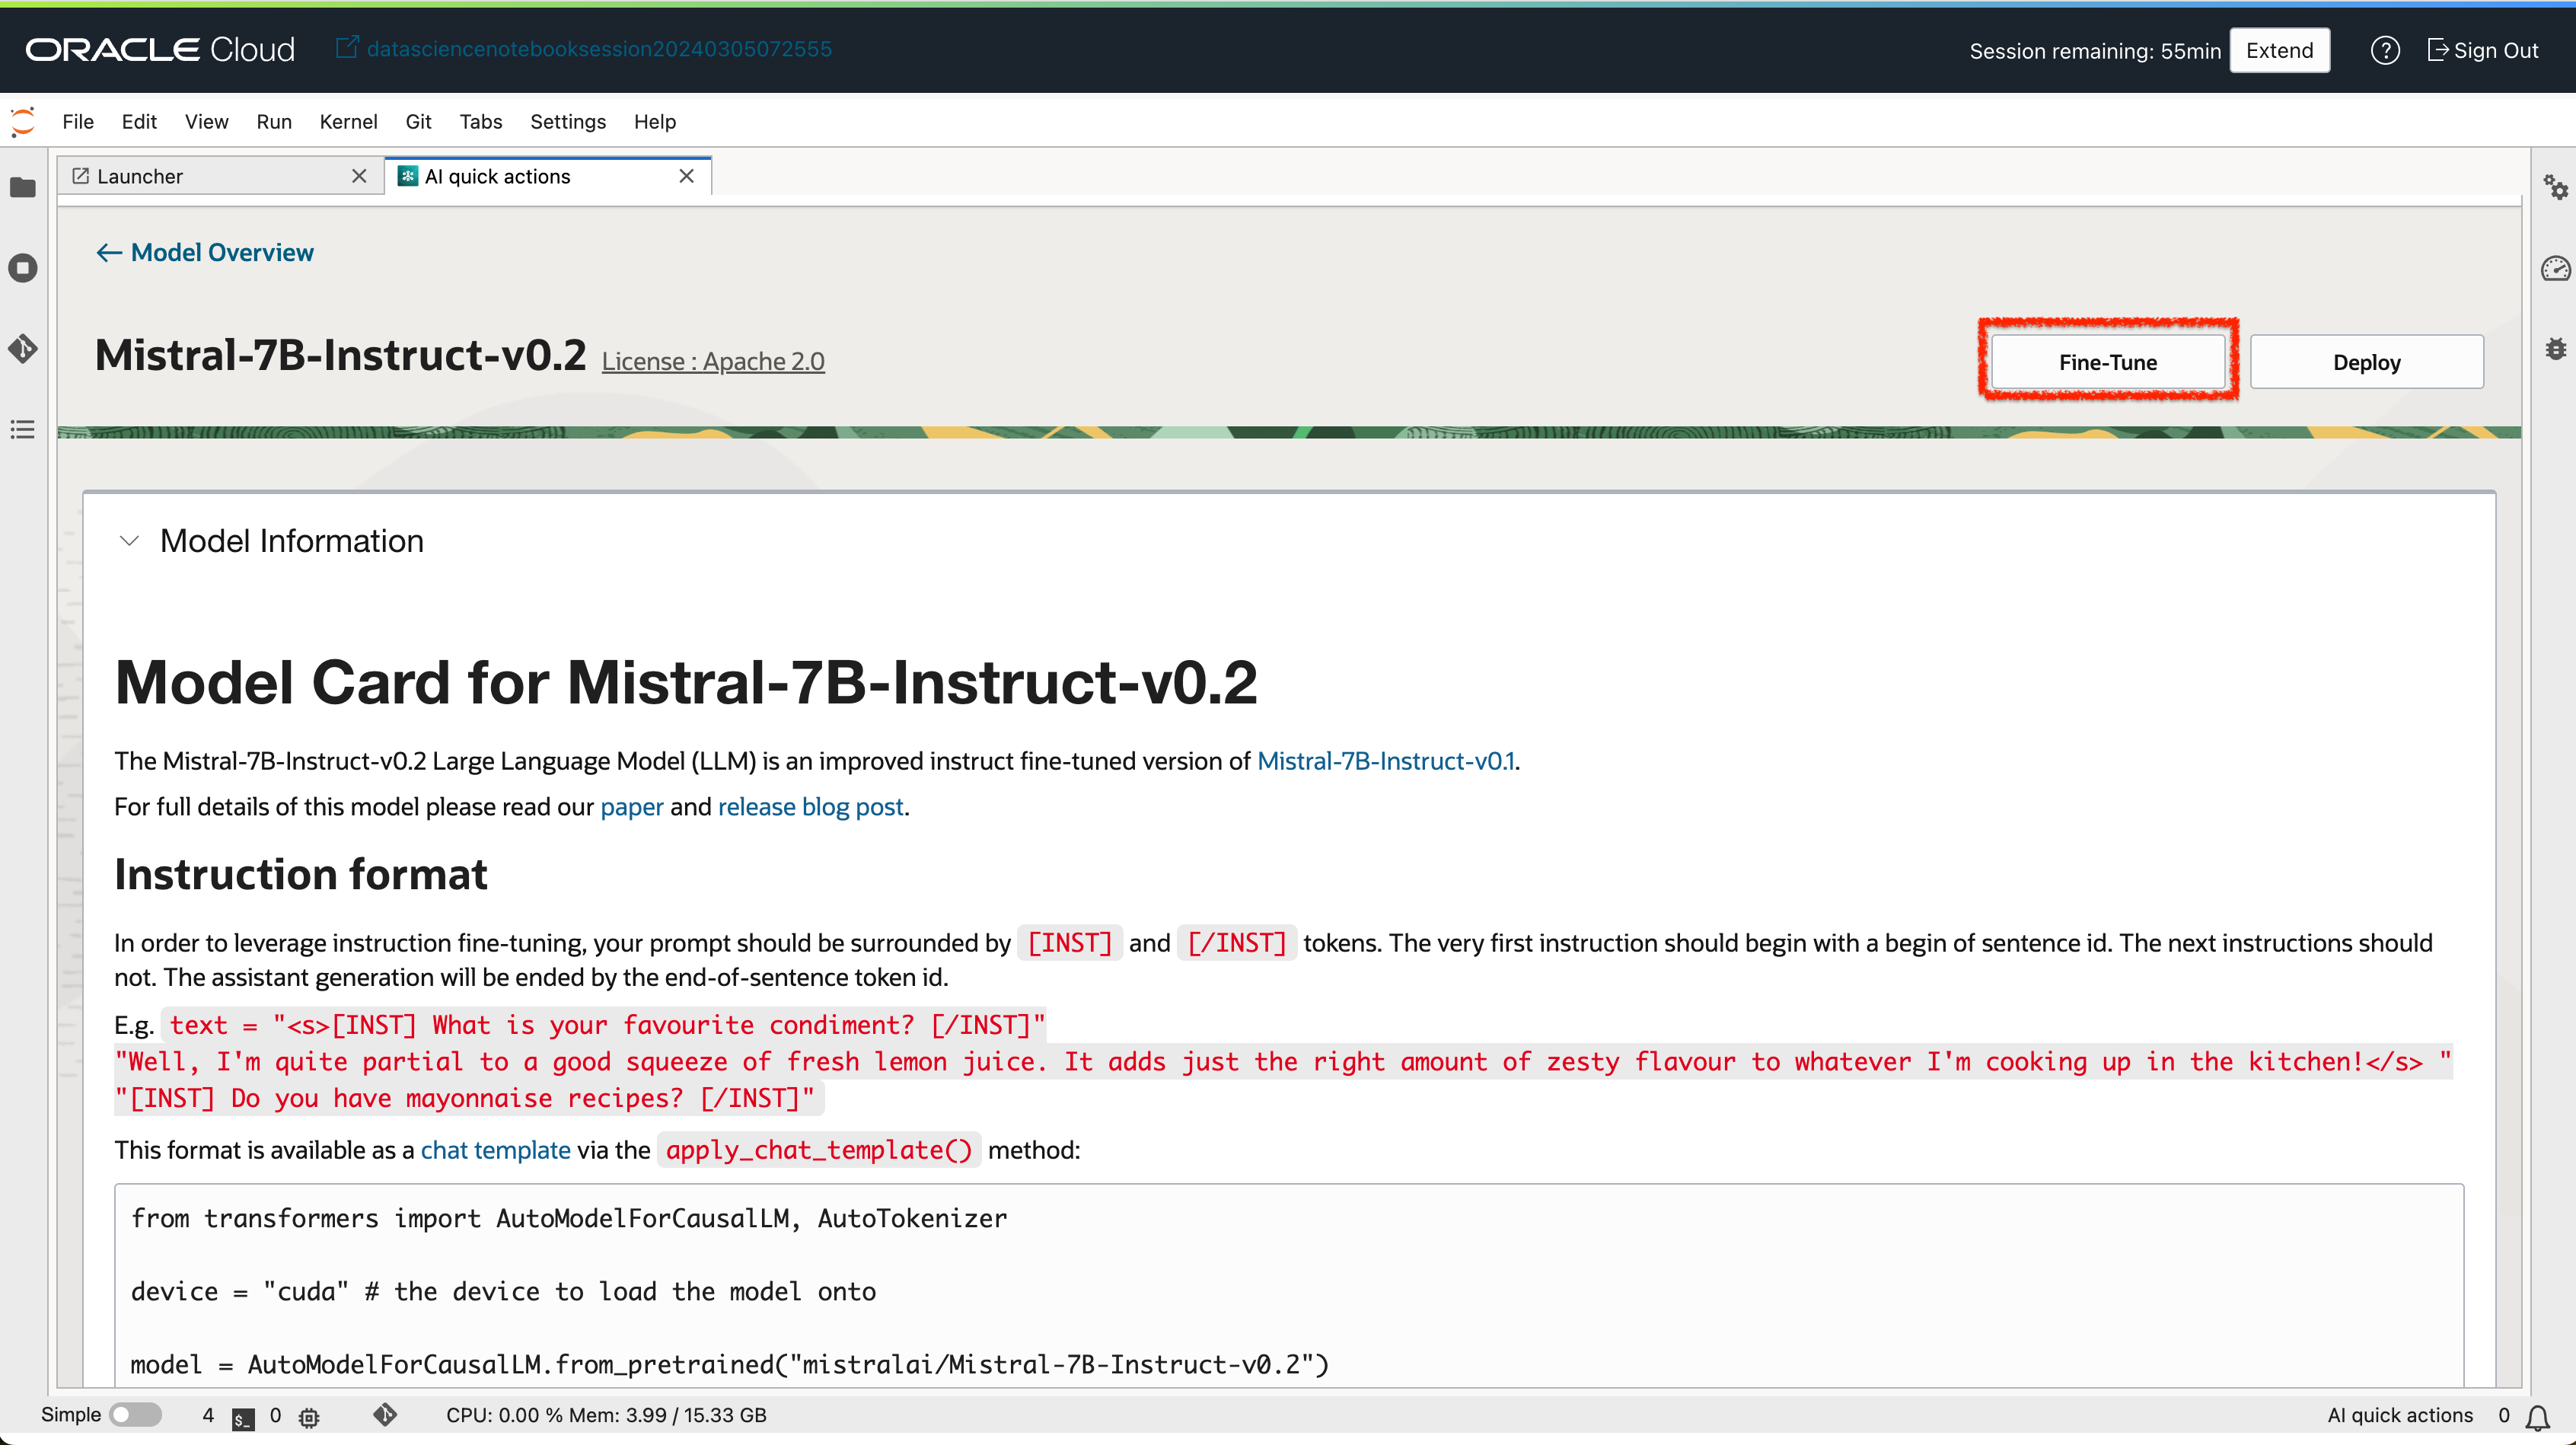 ORACLE Cloud
datasciencenotebooksession20240305072555
Session remaining: 55min
Extend
Sign Out
File Edit View Run Kernel Git Tabs Settings Help
Launcher
AI quick actions
Model Overview
Mistral-7B-Instruct-v0.2 License : Apache 2.0
Fine-Tune
Deploy
Model Information
Model Card for Mistral-7B-Instruct-v0.2
The Mistral-7B-Instruct-v0.2 Large Language Model (LLM) is an improved instruct fine-tuned version of Mistral-7B-Instruct-v0.1.
For full details of this model please read our paper and release blog post.
Instruction format
In order to leverage instruction fine-tuning, your prompt should be surrounded by [INST] and [/INST] tokens. The very first instruction should begin with a begin of sentence id. The next instructions should
not. The assistant generation will be ended by the end-of-sentence token id.
E.g. text = "<s>[INST] What is your favourite condiment? [/INST]"
"Well, I'm quite partial to a good squeeze of fresh lemon juice. It adds just the right amount of zesty flavour to whatever I'm cooking up in the kitchen!</s> "
"[INST] Do you have mayonnaise recipes? [/INST]"
This format is available as a chat template via the apply_chat_template() method:
from transformers import AutoModelForCausalLM, AutoTokenizer
device = "cuda" # the device to load the model onto
model = AutoModelForCausalLM.from_pretrained("mistralai/Mistral-7B-Instruct-v0.2")
Simple 4 $_ 0 CPU: 0.00 % Mem: 3.99 / 15.33 GB
AI quick actions 0